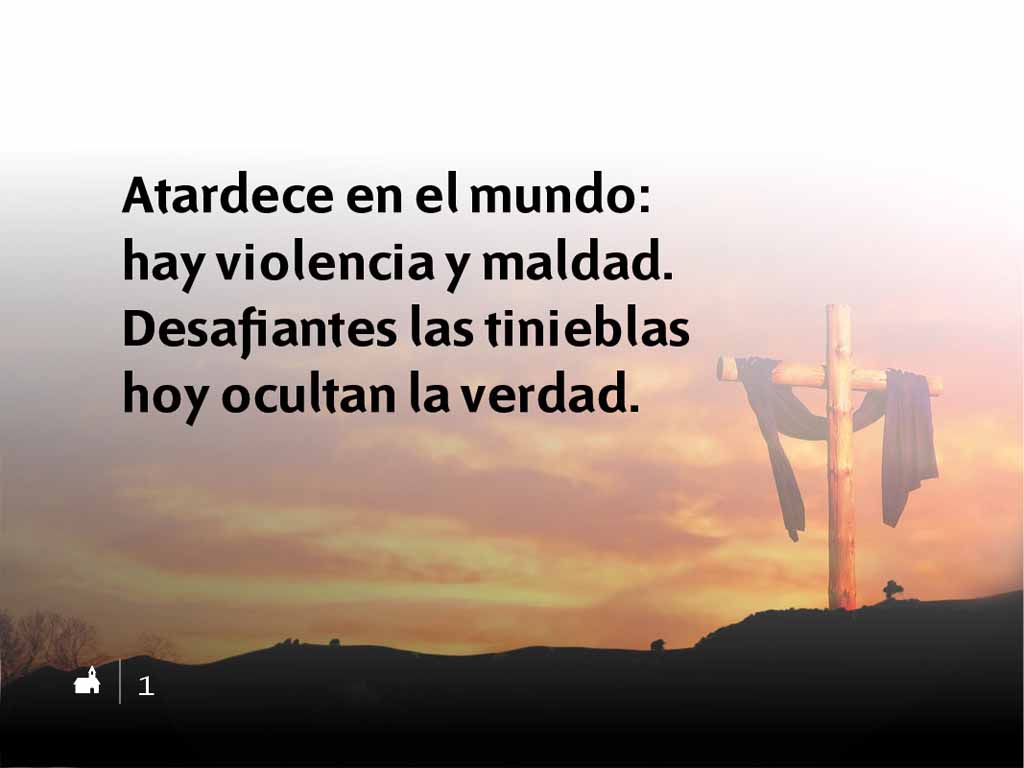 Atardece en el mundo:
hay violencia y maldad.
Desafiantes las tinieblas
hoy ocultan la verdad.
1